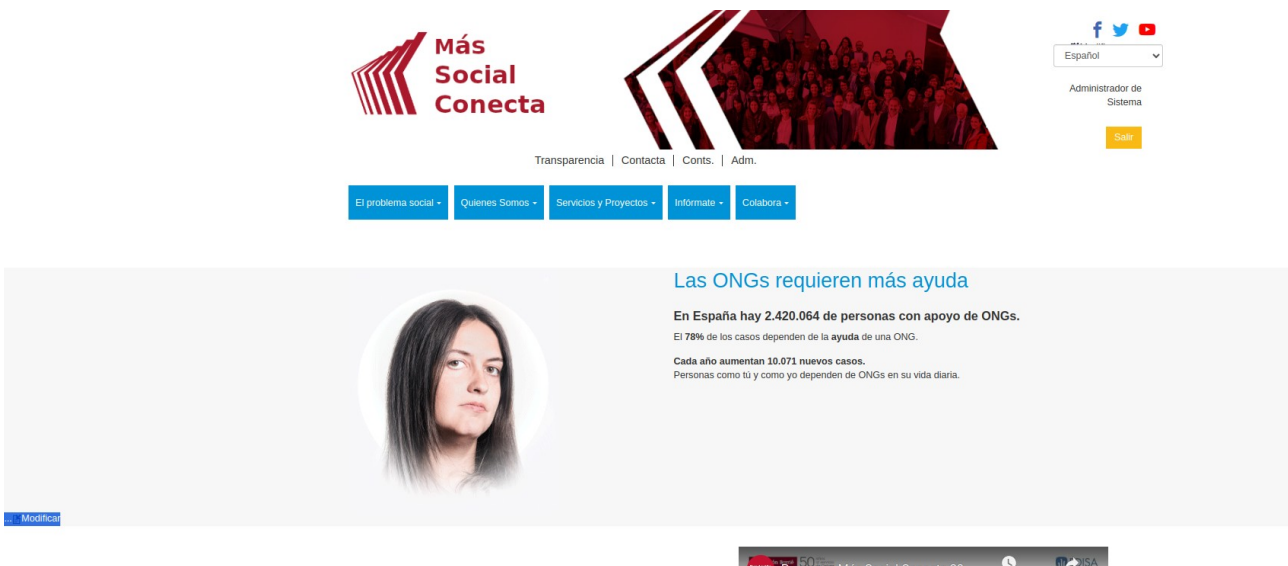 Más
Social
Conecta
Español
Administrador de
Sistema
Salir
Transparencia | Contacta | Conts. | Adm.
El problema social
Quienes Somos
Servicios y Proyectos
Infórmate
Colabora
Las ONGs requieren más ayuda
En España hay 2.420.064 de personas con apoyo de ONGs.
El 78% de los casos dependen de la ayuda de una ONG.
Cada año aumentan 10.071 nuevos casos.
Personas como tú y como yo dependen de ONGs en su vida diaria.
... Modificar